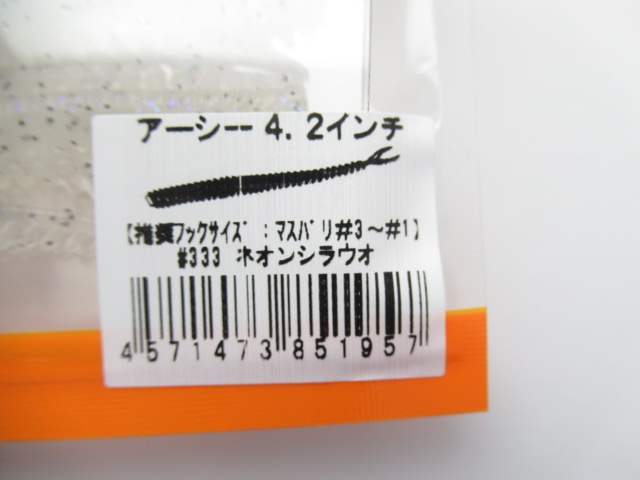 アーシー 4.2インチ
【推奨フックサイズ:マスバリ#3～#1】
#333 ネオンシラウオ
4571473851957